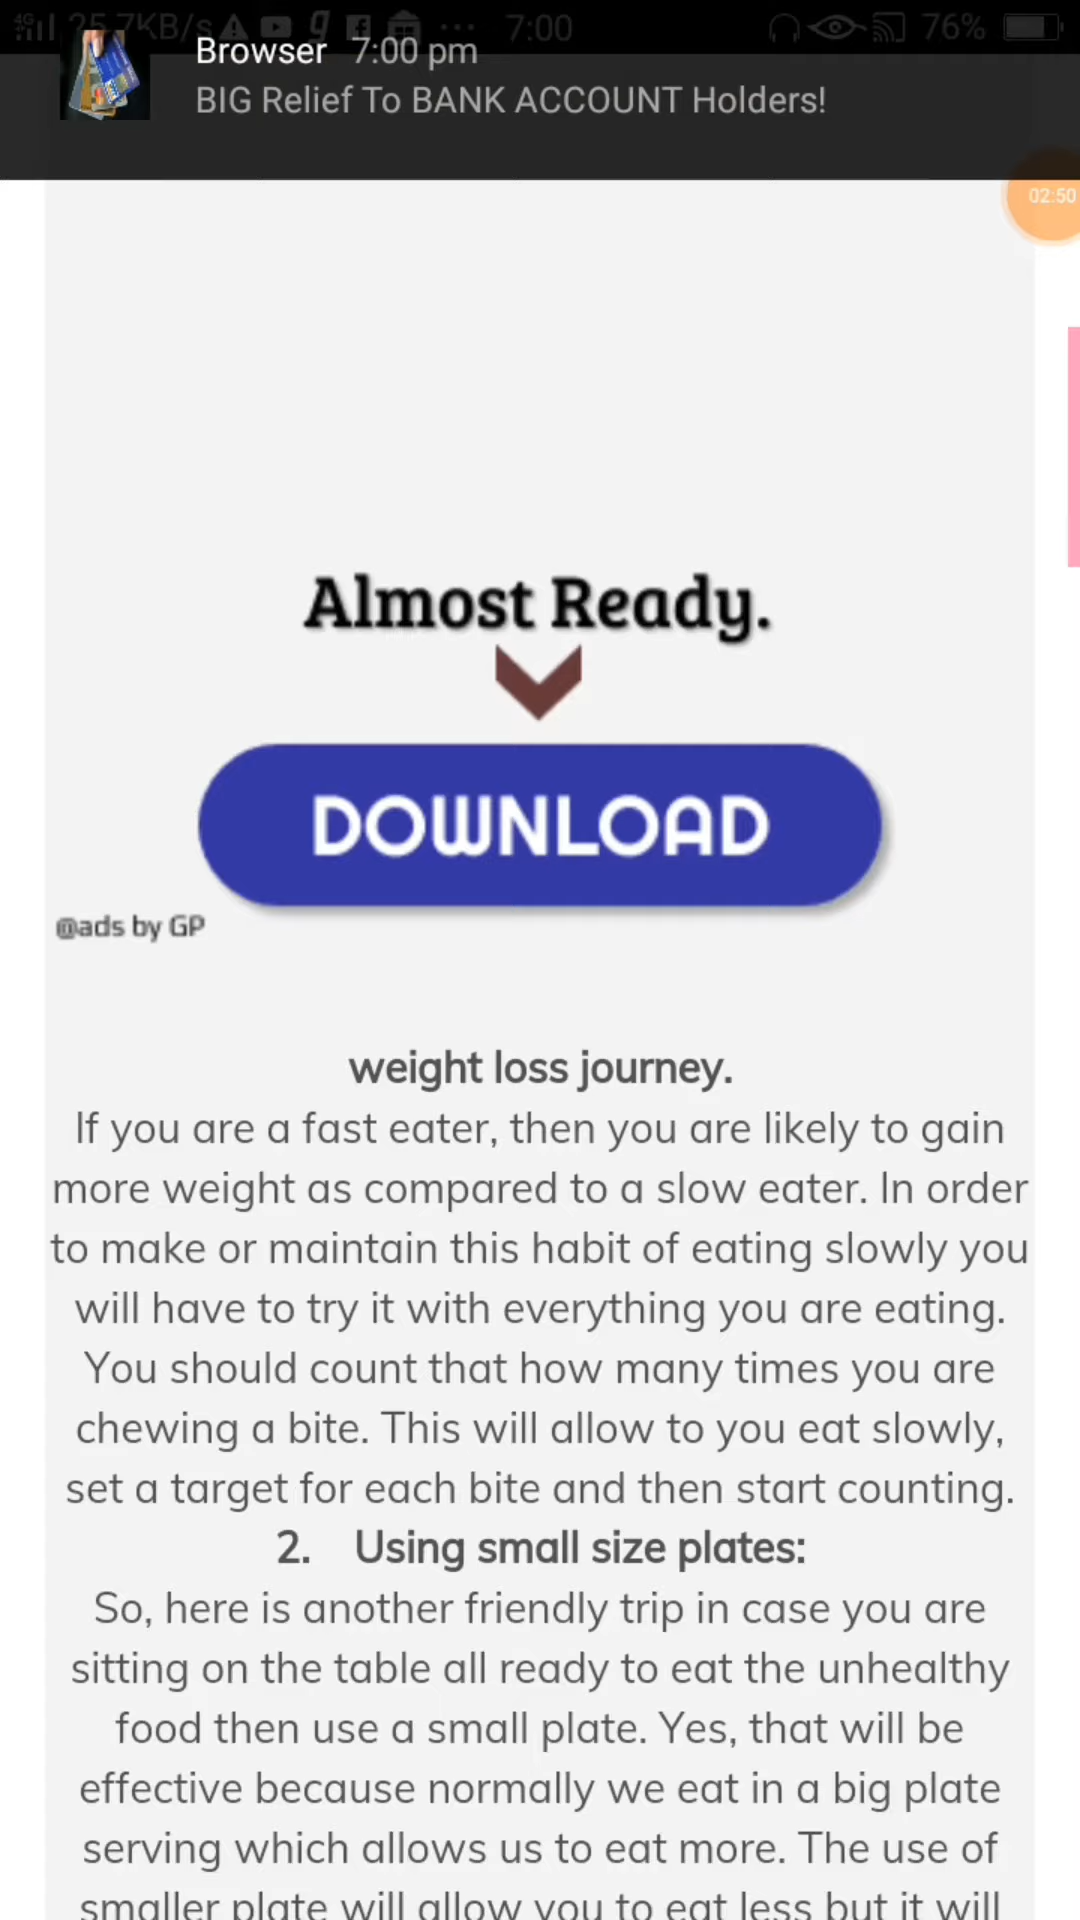 25.7KB/s 7:00 76%
Browser 7:00 pm
BIG Relief To BANK ACCOUNT Holders!
02:50
Almost Ready.
DOWNLOAD
@ads by GP
weight loss journey.
If you are a fast eater, then you are likely to gain
more weight as compared to a slow eater. In order
to make or maintain this habit of eating slowly you
will have to try it with everything you are eating.
You should count that how many times you are
chewing a bite. This will allow to you eat slowly,
set a target for each bite and then start counting.
2. Using small size plates:
So, here is another friendly trip in case you are
sitting on the table all ready to eat the unhealthy
food then use a small plate. Yes, that will be
effective because normally we eat in a big plate
serving which allows us to eat more. The use of
smaller plate will allow you to eat less but it will